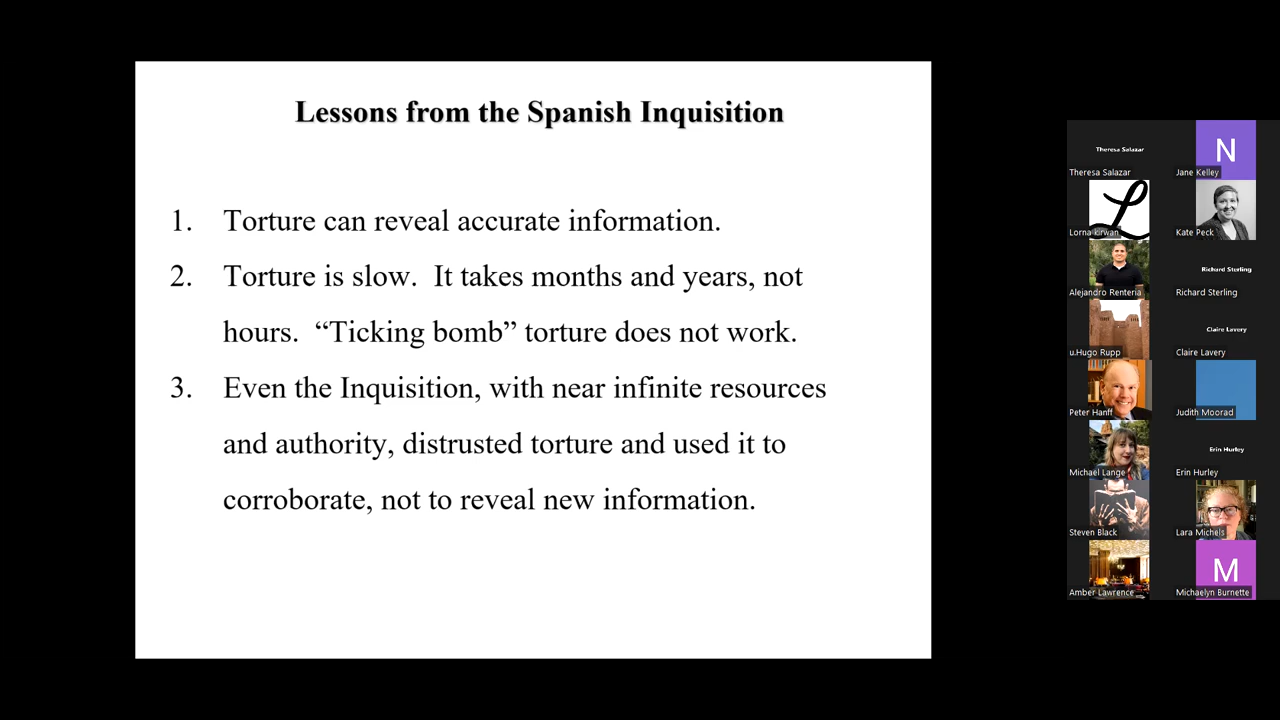 Lessons from the Spanish Inquisition
1. Torture can reveal accurate information.
2. Torture is slow. It takes months and years, not
hours. “Ticking bomb” torture does not work.
3. Even the Inquisition, with near infinite resources
and authority, distrusted torture and used it to
corroborate, not to reveal new information.
Theresa Salazar
Theresa Salazar
N
Jane Kelley
L
Lorna Kirwan
Kate Peck
Alejandro Renteria
Richard Sterling
Richard Sterling
u.Hugo Rupp
Claire Lavery
Claire Lavery
Peter Hanff
Judith Moorad
Michael Lange
Erin Hurley
Erin Hurley
Steven Black
Lara Michels
Amber Lawrence
M
Michaelyn Burnette